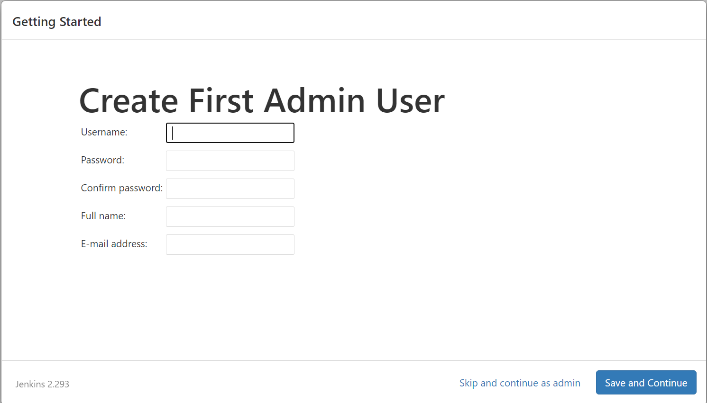 Getting Started
Create First Admin User
Username:
Password:
Confirm password:
Full name:
E-mail address:
Jenkins 2.293
Skip and continue as admin
Save and Continue